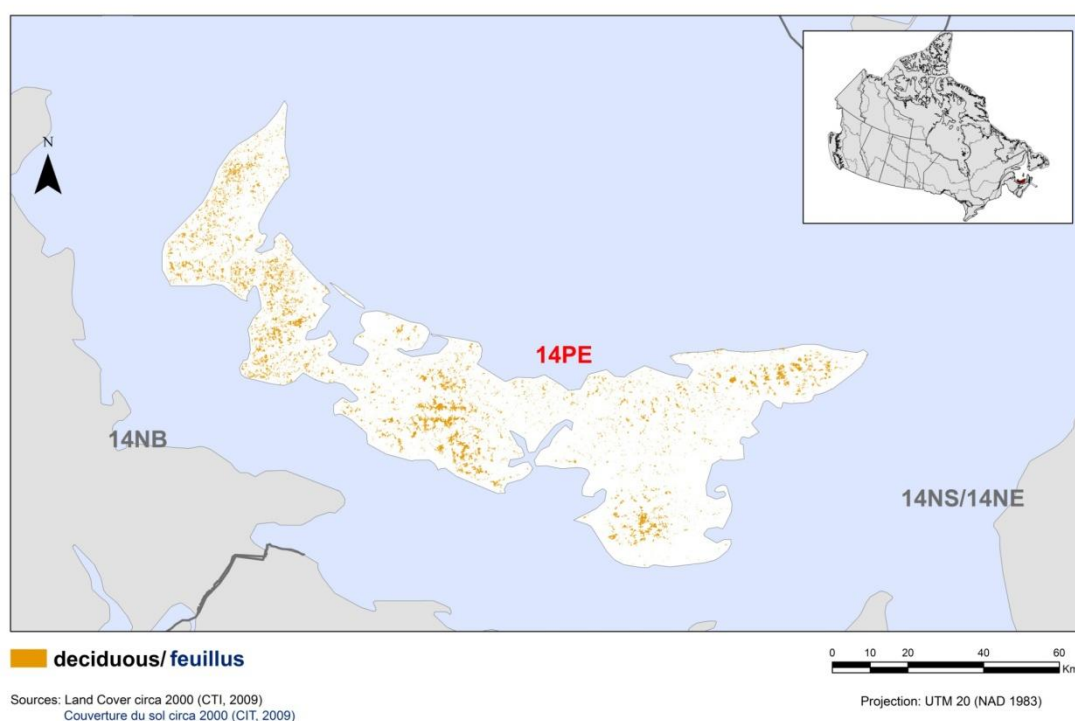 N
14PE
14NB
14NS/14NE
deciduous/ feuillus
0 10 20 40 60
Km
Sources: Land Cover circa 2000 (CTI, 2009)
Couverture du sol circa 2000 (CIT, 2009)
Projection: UTM 20 (NAD 1983)